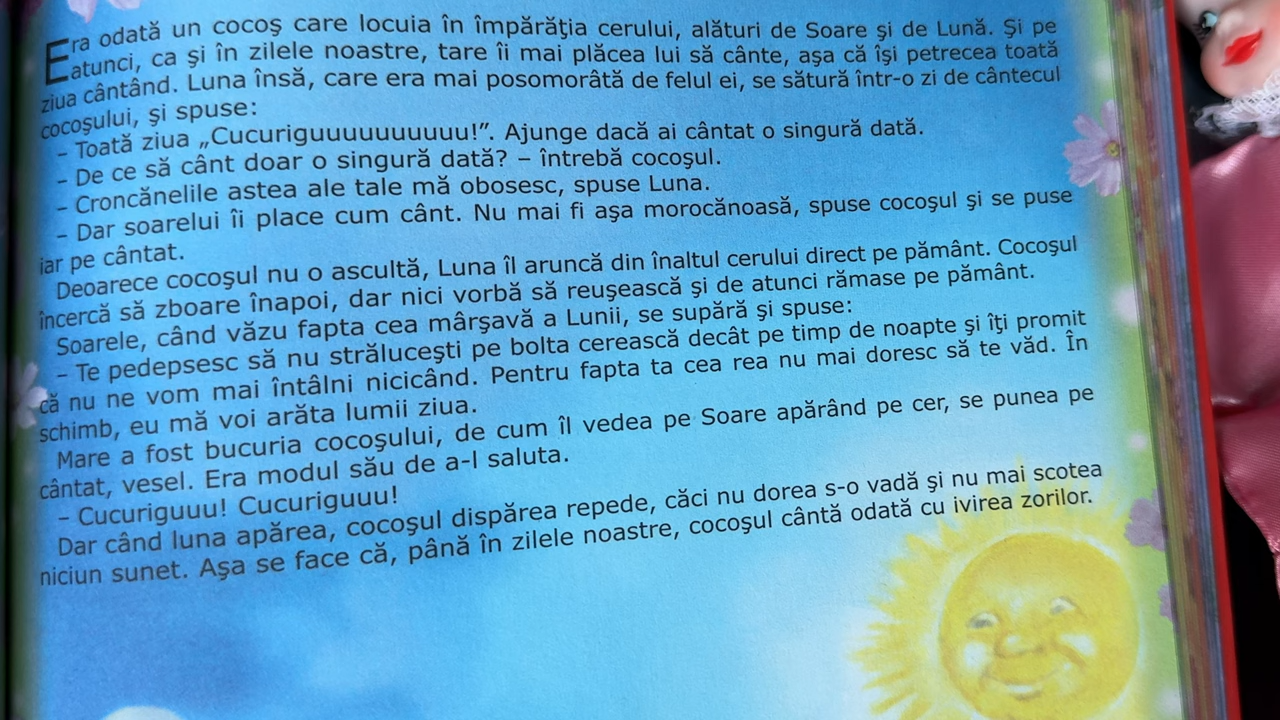 Era odată un cocoş care locuia în împărăţia cerului, alături de Soare şi de Lună. Şi pe
atunci, ca şi în zilele noastre, tare îi mai plăcea lui să cânte, aşa că îşi petrecea toată
ziua cântând. Luna însă, care era mai posomorâtă de felul ei, se sătură într-o zi de cântecul
cocoşului, şi spuse:
– Toată ziua „Cucuriguuuuuuuuuu!”. Ajunge dacă ai cântat o singură dată.
– De ce să cânt doar o singură dată? – întrebă cocoşul.
– Croncănelile astea ale tale mă obosesc, spuse Luna.
– Dar soarelui îi place cum cânt. Nu mai fi aşa morocănoasă, spuse cocoşul şi se puse
iar pe cântat.
Deoarece cocoşul nu o ascultă, Luna îl aruncă din înaltul cerului direct pe pământ. Cocoşul
încercă să zboare înapoi, dar nici vorbă să reuşească şi de atunci rămase pe pământ.
Soarele, când văzu fapta cea mârşavă a Lunii, se supără şi spuse:
– Te pedepsesc să nu străluceşti pe bolta cerească decât pe timp de noapte şi îţi promit
că nu ne vom mai întâlni nicicând. Pentru fapta ta cea rea nu mai doresc să te văd. În
schimb, eu mă voi arăta lumii ziua.
Mare a fost bucuria cocoşului, de cum îl vedea pe Soare apărând pe cer, se punea pe
cântat, vesel. Era modul său de a-l saluta.
– Cucuriguuu! Cucuriguuu!
Dar când luna apărea, cocoşul dispărea repede, căci nu dorea s-o vadă şi nu mai scotea
niciun sunet. Aşa se face că, până în zilele noastre, cocoşul cântă odată cu ivirea zorilor.